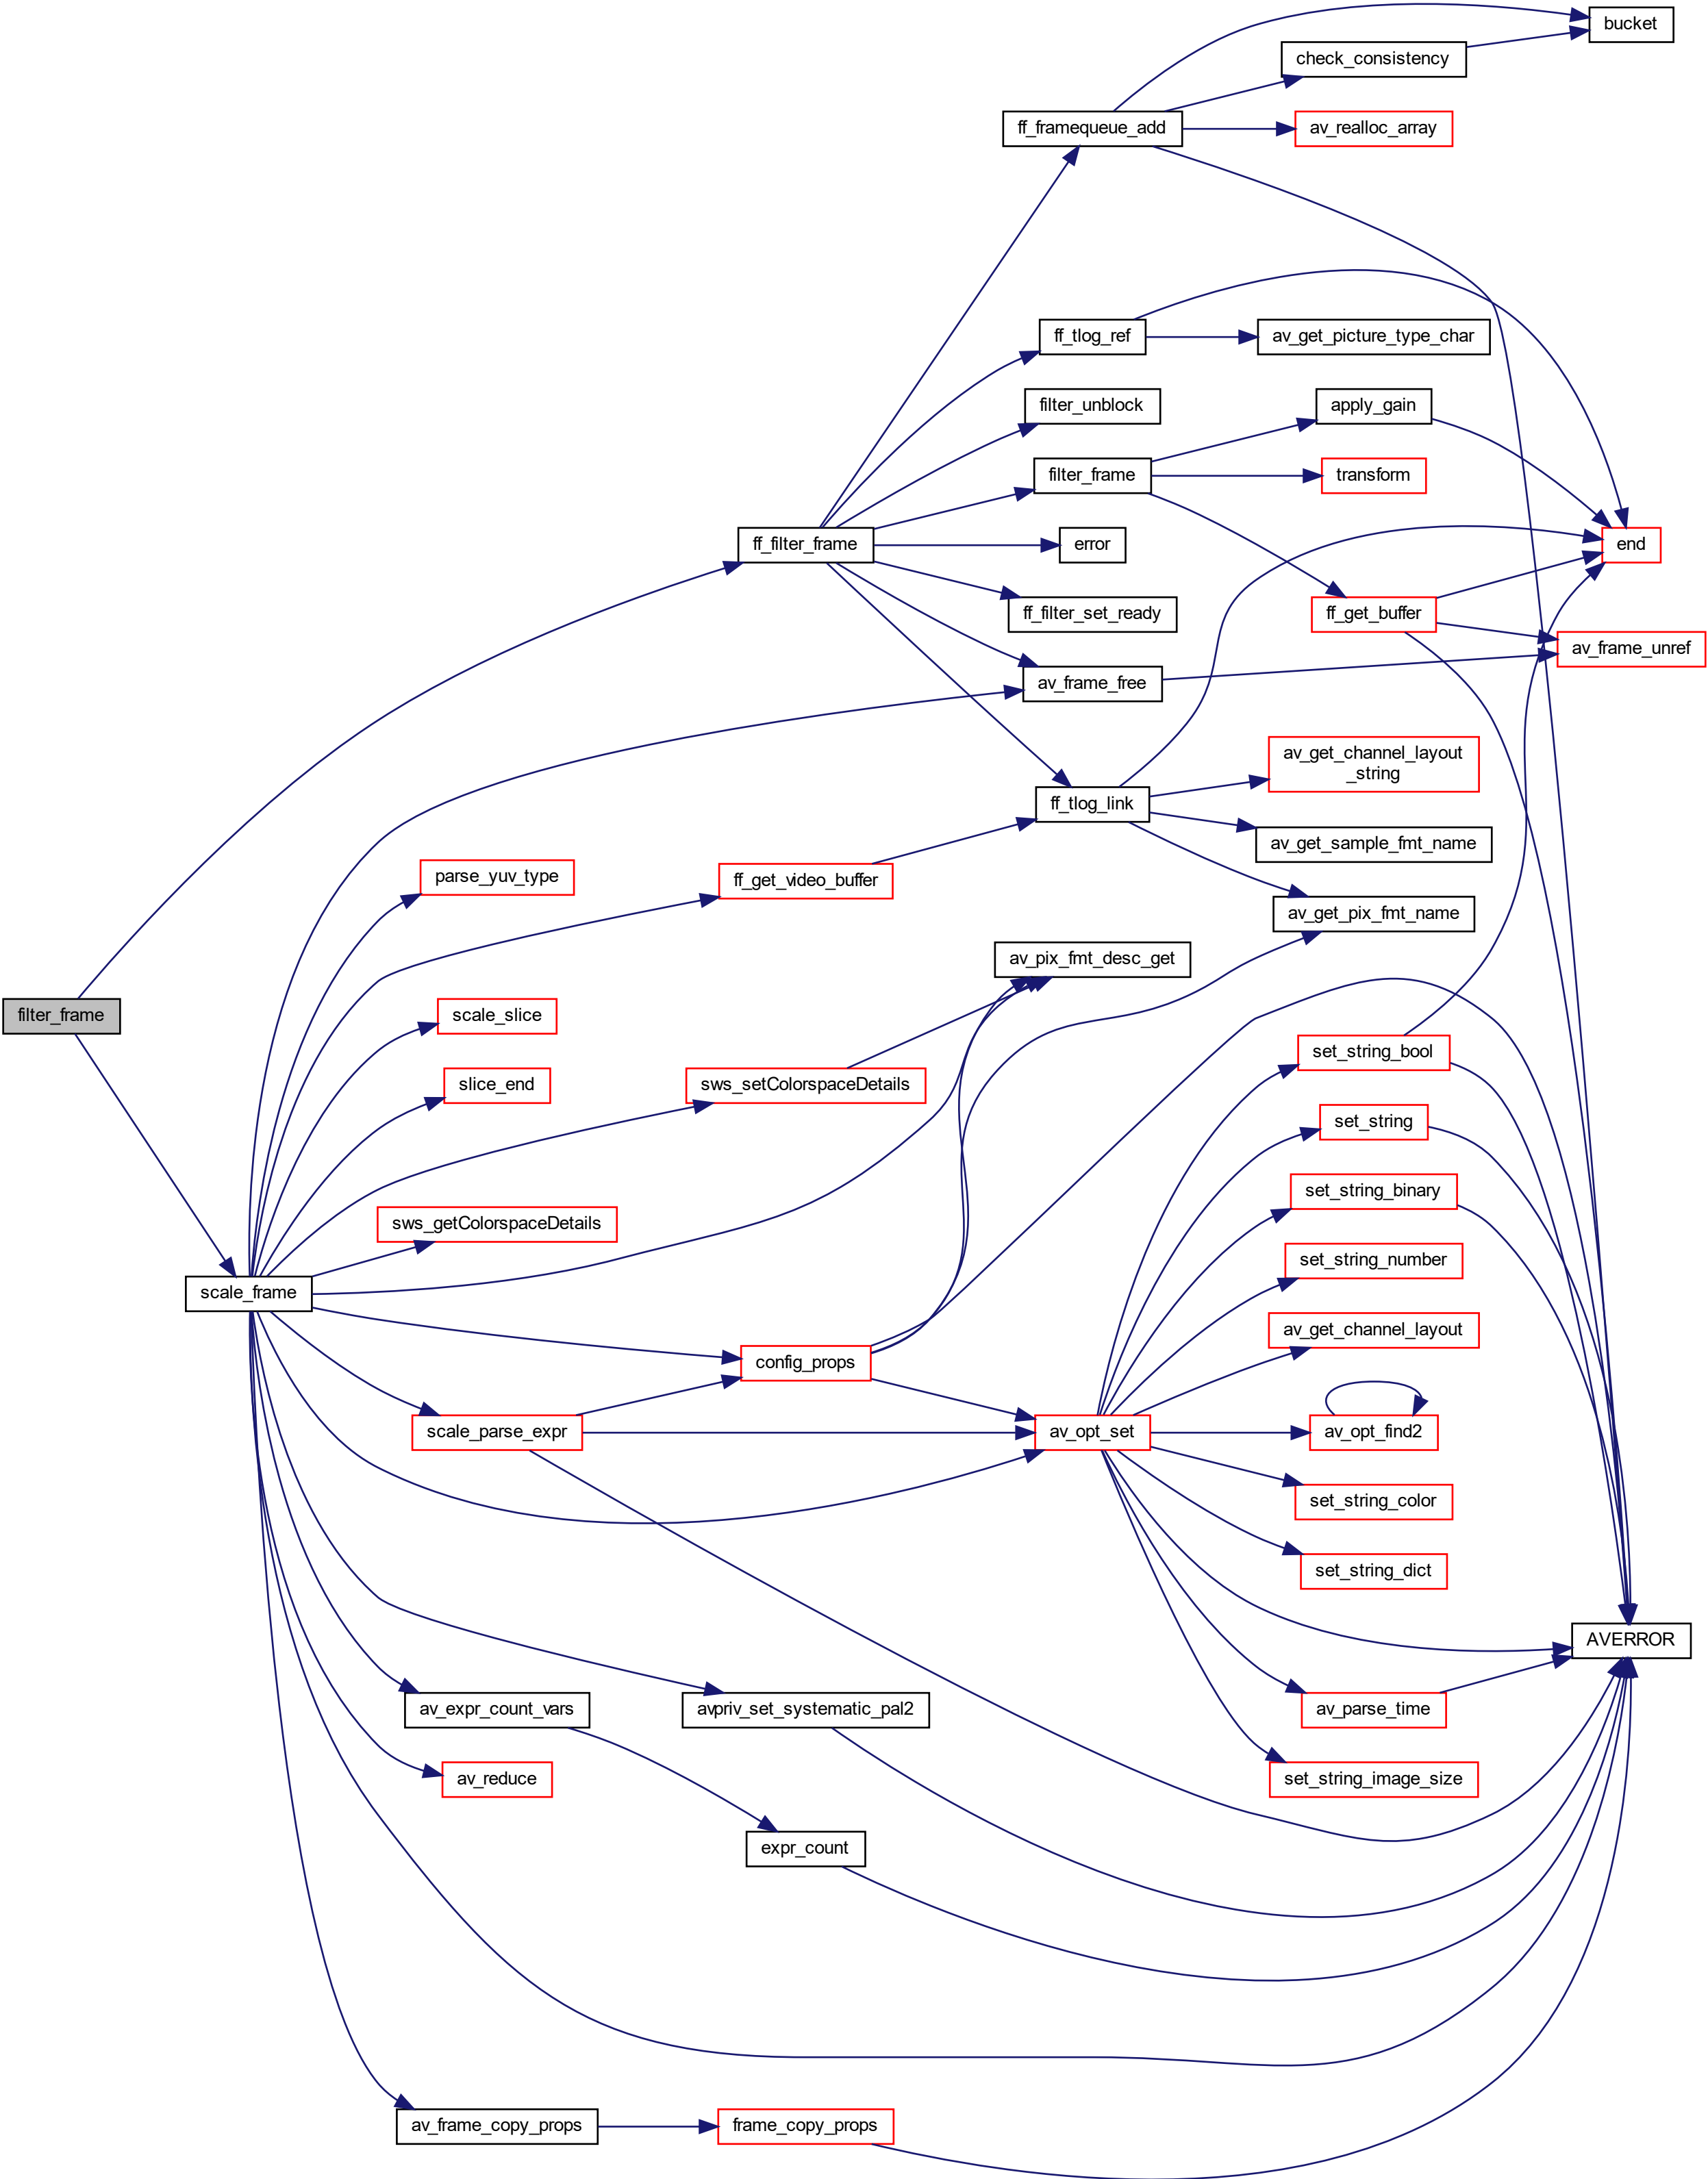 bucket
check_consistency
ff_framequeue_add
av_realloc_array
ff_tlog_ref
av_get_picture_type_char
filter_unblock
apply_gain
filter_frame
transform
ff_filter_frame
error
end
ff_filter_set_ready
ff_get_buffer
av_frame_unref
av_frame_free
av_get_channel_layout
_string
ff_tlog_link
av_get_sample_fmt_name
parse_yuv_type
ff_get_video_buffer
av_get_pix_fmt_name
av_pix_fmt_desc_get
filter_frame
scale_slice
set_string_bool
slice_end
sws_setColorspaceDetails
set_string
set_string_binary
sws_getColorspaceDetails
set_string_number
scale_frame
av_get_channel_layout
config_props
scale_parse_expr
av_opt_set
av_opt_find2
set_string_color
set_string_dict
AVERROR
av_expr_count_vars
avpriv_set_systematic_pal2
av_parse_time
av_reduce
set_string_image_size
expr_count
av_frame_copy_props
frame_copy_props